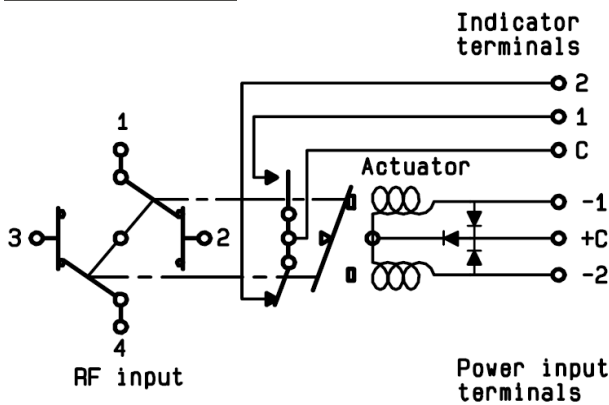 Indicator
terminals
2
1
1
C
Actuator
-1
3
2
+C
-2
4
RF input
Power input
terminals